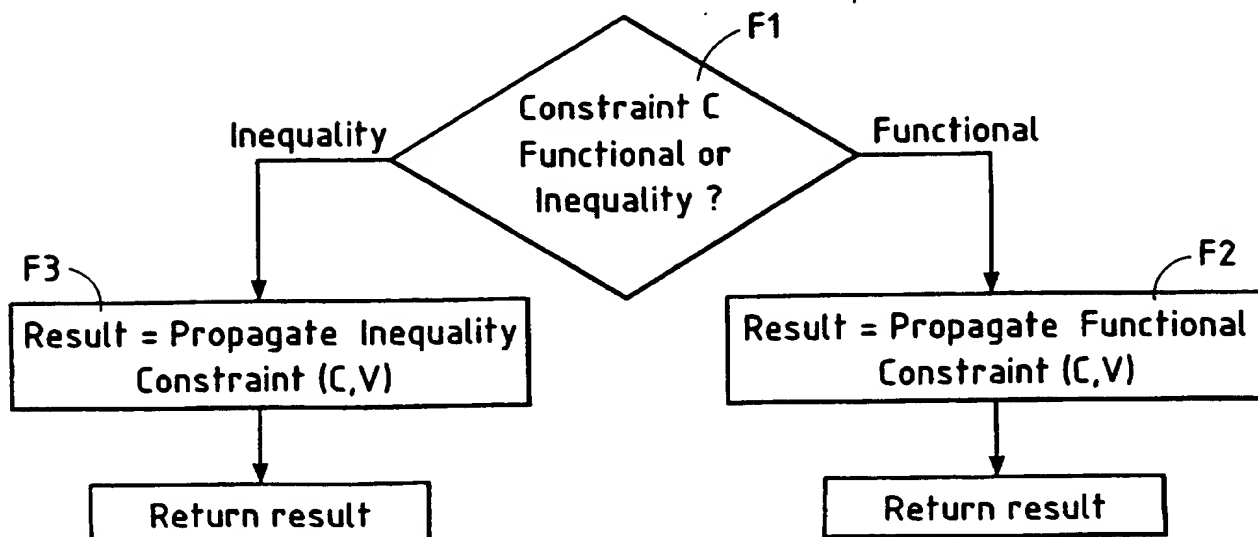 F1
Constraint C
Functional or
Inequality ?
Inequality
Functional
F3
Result = Propagate Inequality
Constraint (C,V)
Return result
F2
Result = Propagate Functional
Constraint (C,V)
Return result